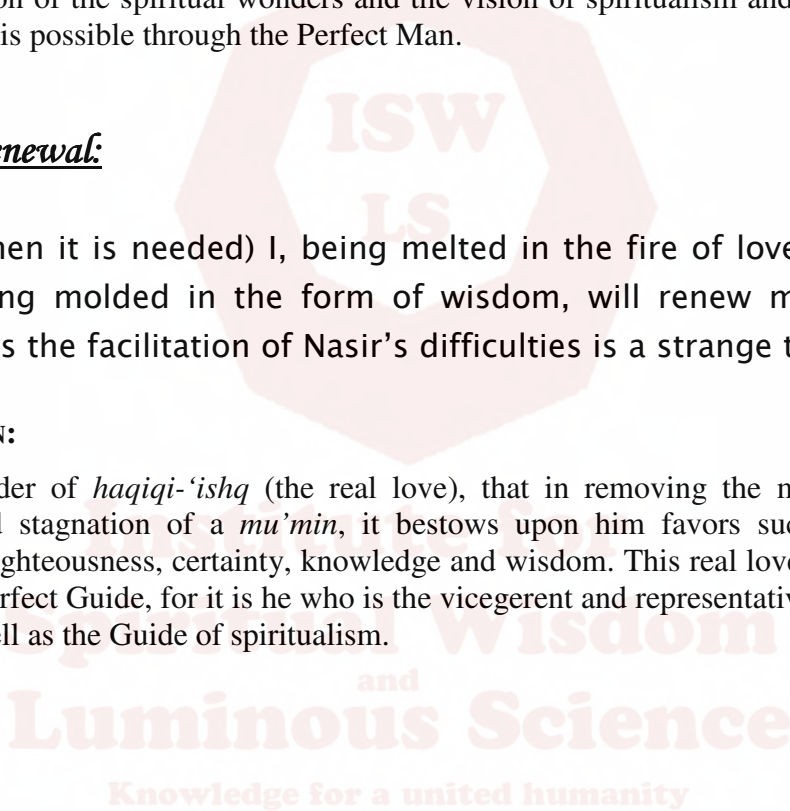 on of the spiritual wonders and the vision of spiritualism and
is possible through the Perfect Man.
enewal:
hen it is needed) I, being melted in the fire of love
ng molded in the form of wisdom, will renew m
s the facilitation of Nasir's difficulties is a strange t
N:
der of haqiqi-‘ishq (the real love), that in removing the m
d stagnation of a mu’min, it bestows upon him favors suc
ghteousness, certainty, knowledge and wisdom. This real love
erfect Guide, for it is he who is the vicegerent and representativ
ell as the Guide of spiritualism.
ISW
LS
Institute for
Spiritual Wisdom
and
Luminous Science
Knowledge for a united humanity